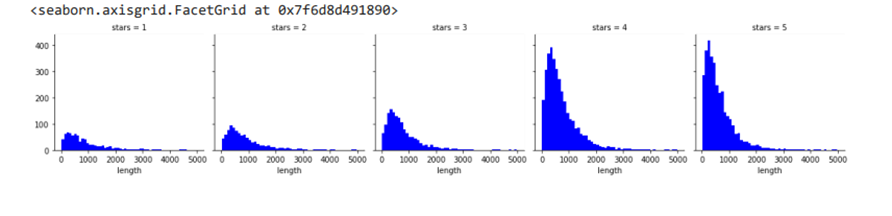 <seaborn.axisgrid.FacetGrid at 0x7f6d8d491890>
stars = 1 stars = 2 stars = 3 stars = 4 stars = 5
400
300
200
100
0
0 1000 2000 3000 4000 5000 0 1000 2000 3000 4000 5000 0 1000 2000 3000 4000 5000 0 1000 2000 3000 4000 5000 0 1000 2000 3000 4000 5000
length length length length length